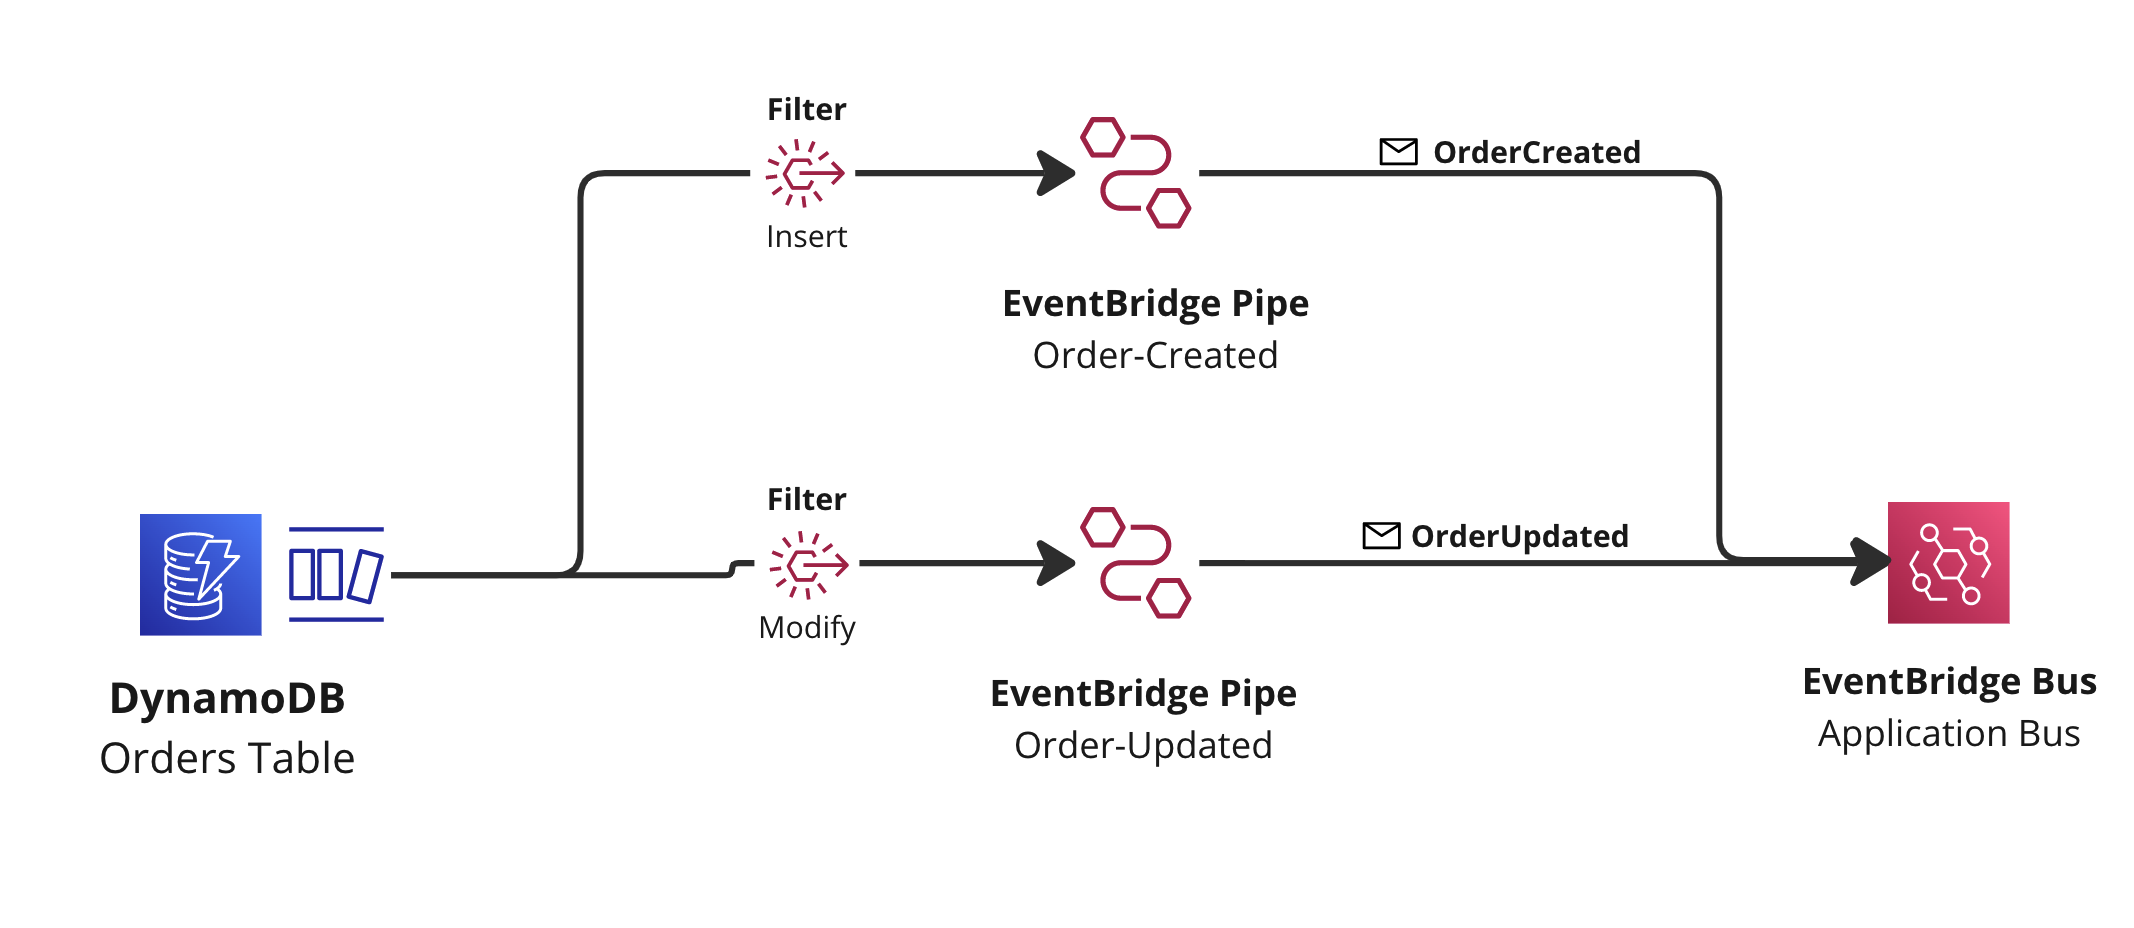 Filter
Insert
OrderCreated
EventBridge Pipe
Order-Created
Filter
Modify
OrderUpdated
DynamoDB
Orders Table
EventBridge Pipe
Order-Updated
EventBridge Bus
Application Bus